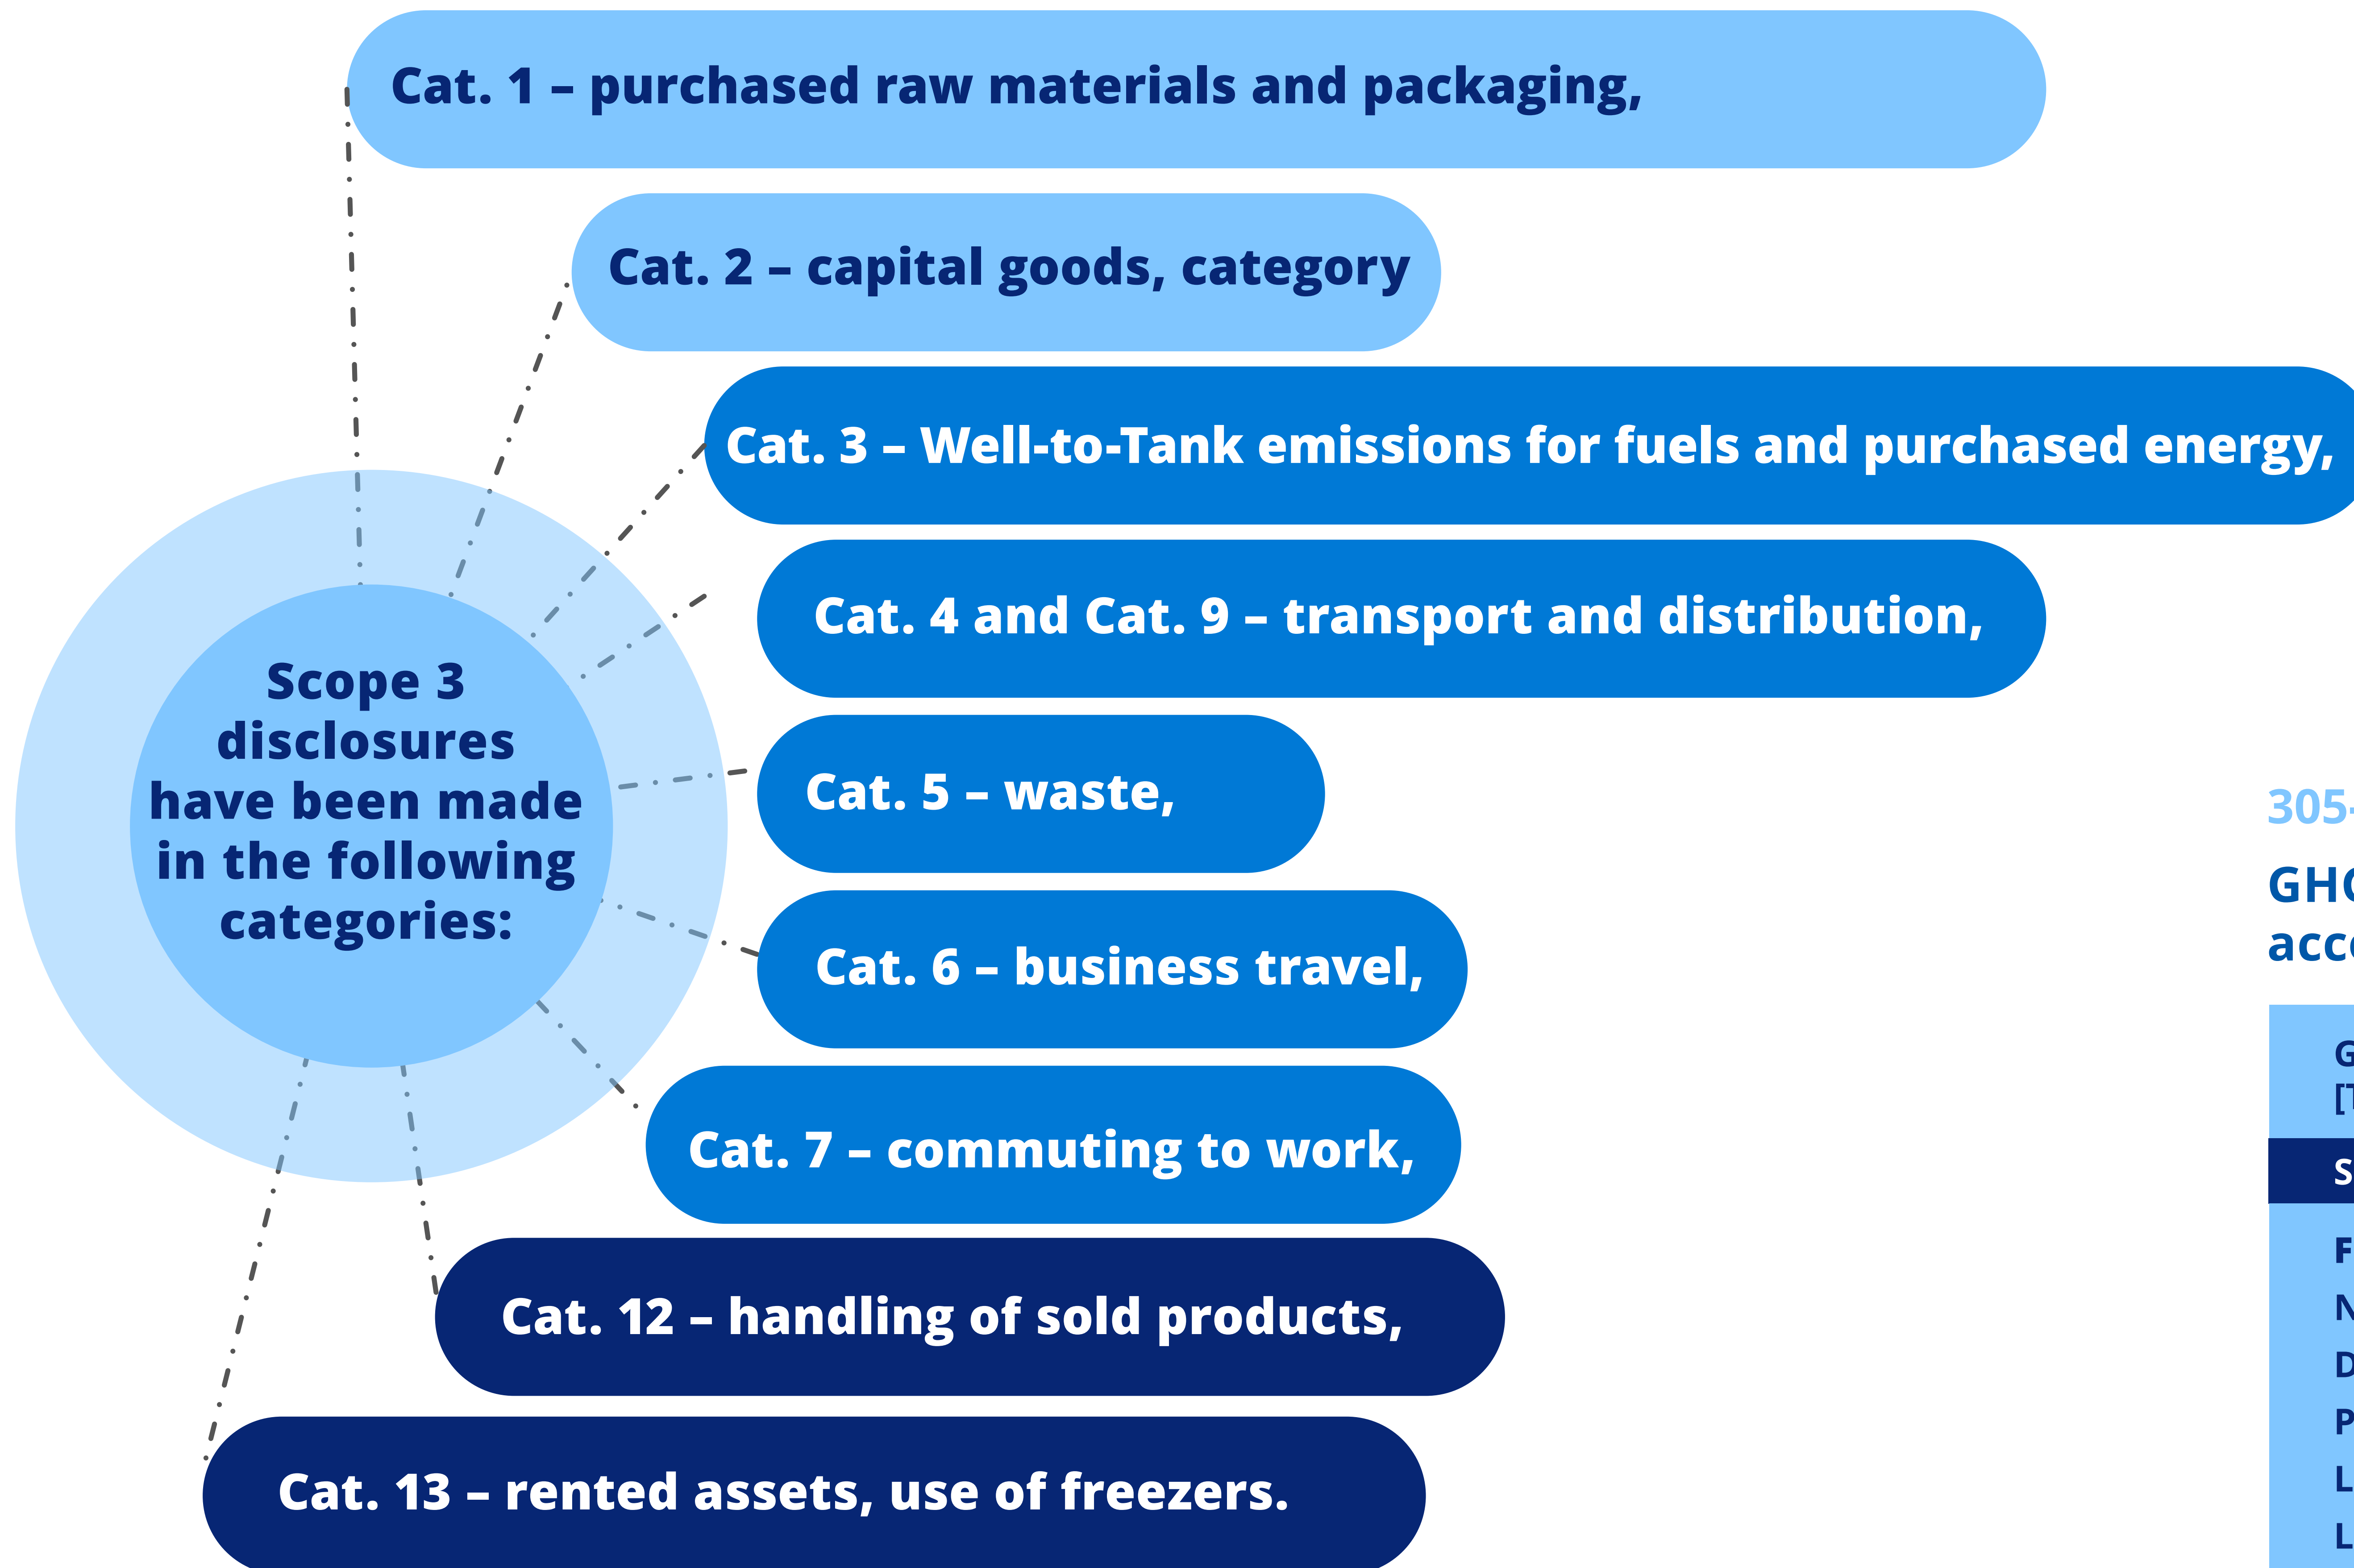 Cat. 1 – purchased raw materials and packaging,
Cat. 2 – capital goods, category
Cat. 3 – Well-to-Tank emissions for fuels and purchased energy,
Cat. 4 and Cat. 9 – transport and distribution,
Scope 3
disclosures
have been made
in the following
categories:
Cat. 5 – waste,
Cat. 6 – business travel,
Cat. 7 – commuting to work,
Cat. 12 – handling of sold products,
Cat. 13 – rented assets, use of freezers.
305-